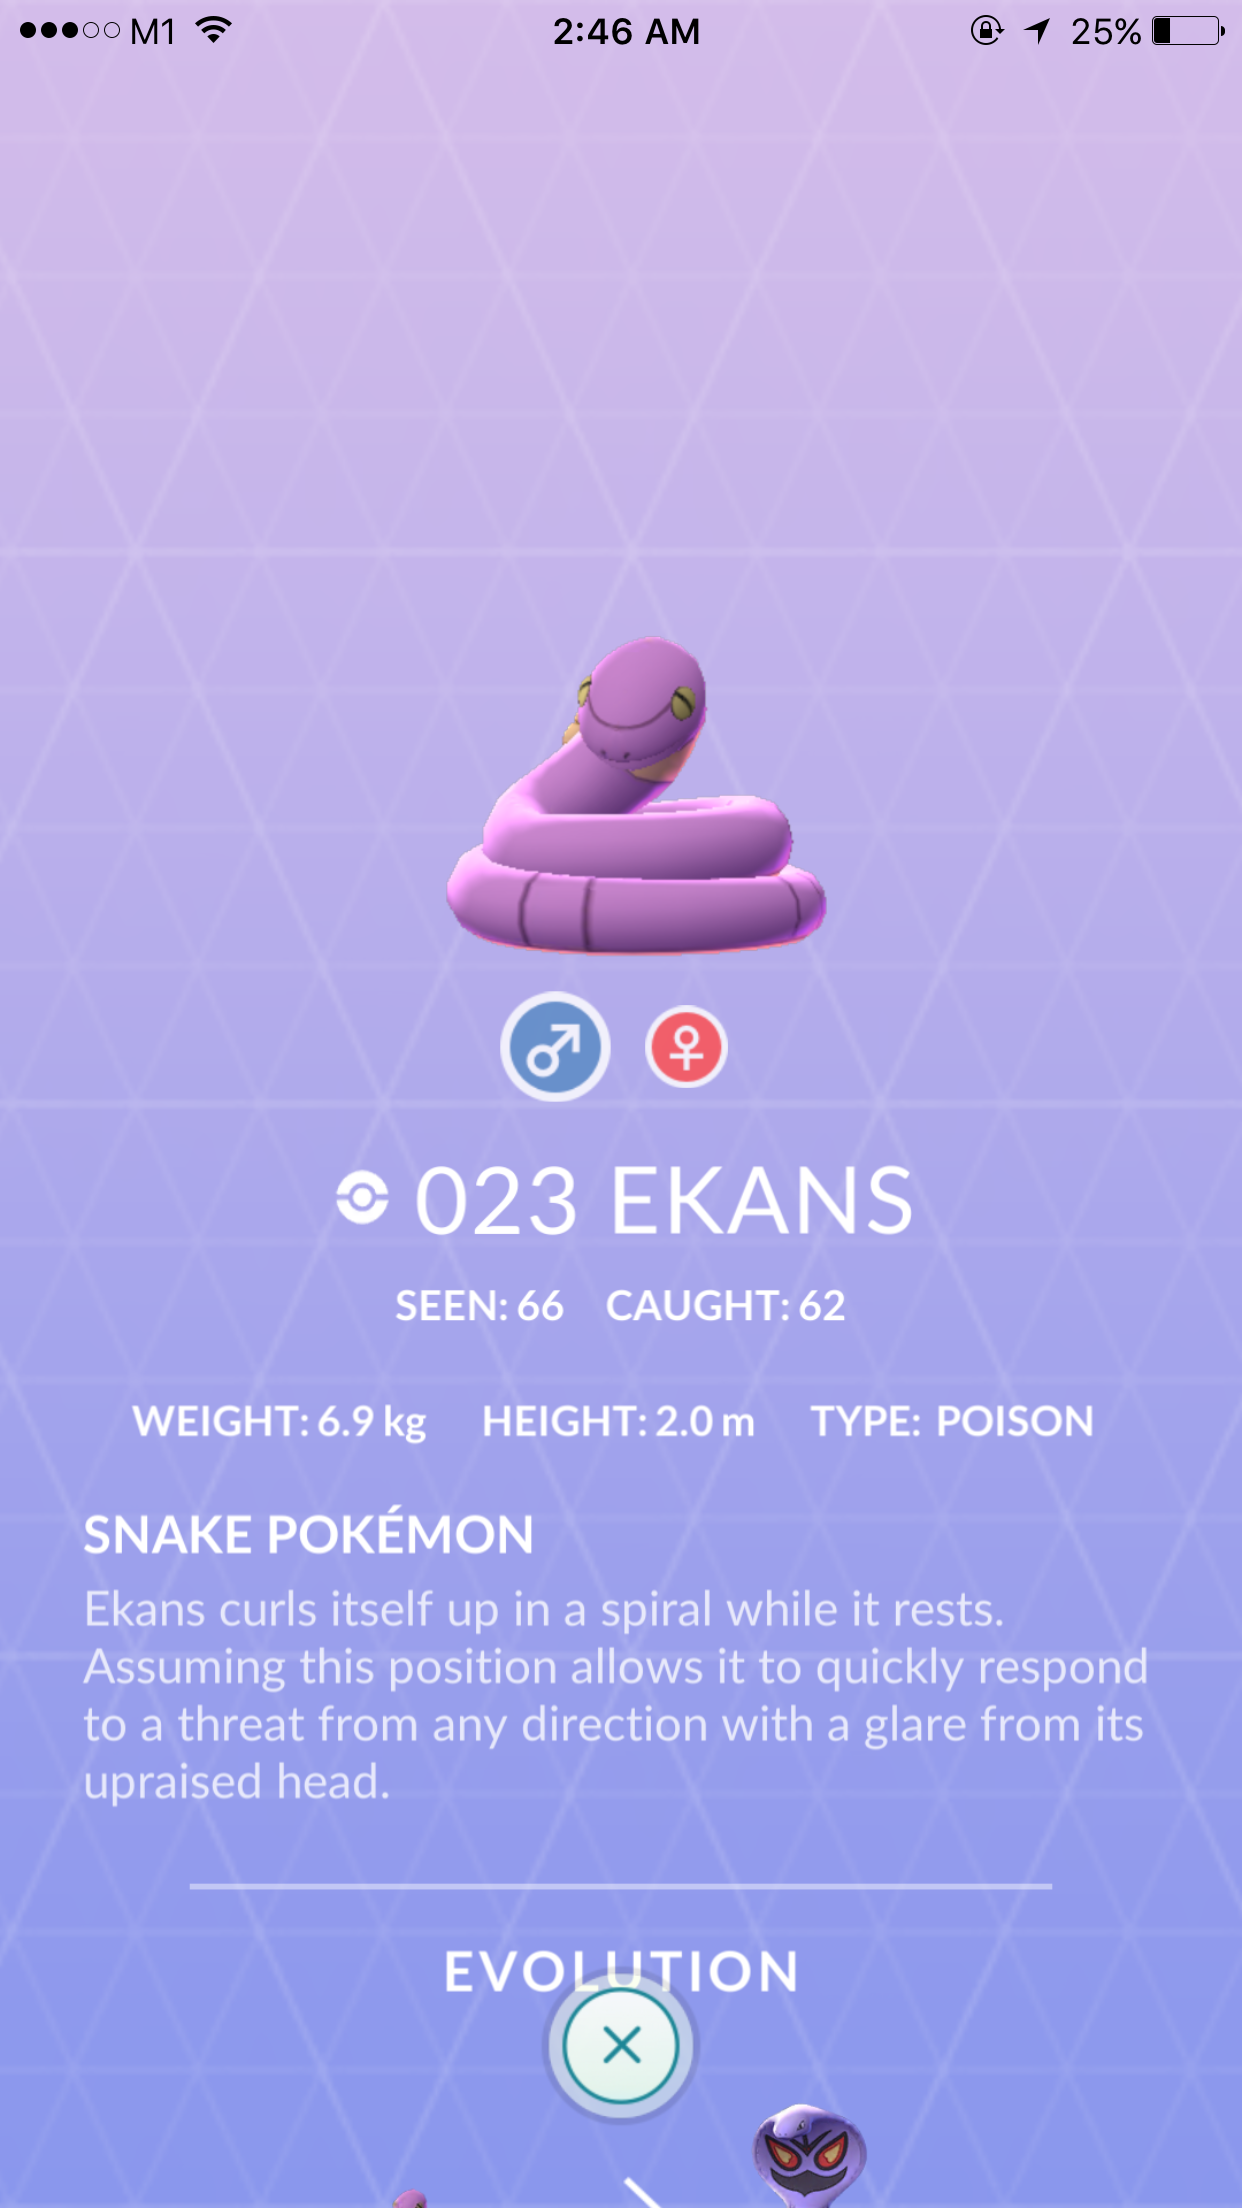 M1 2:46 AM 25%
023 EKANS
SEEN: 66 CAUGHT: 62
WEIGHT: 6.9 kg HEIGHT: 2.0 m TYPE: POISON
SNAKE POKÉMON
Ekans curls itself up in a spiral while it rests.
Assuming this position allows it to quickly respond
to a threat from any direction with a glare from its
upraised head.
EVOLUTION